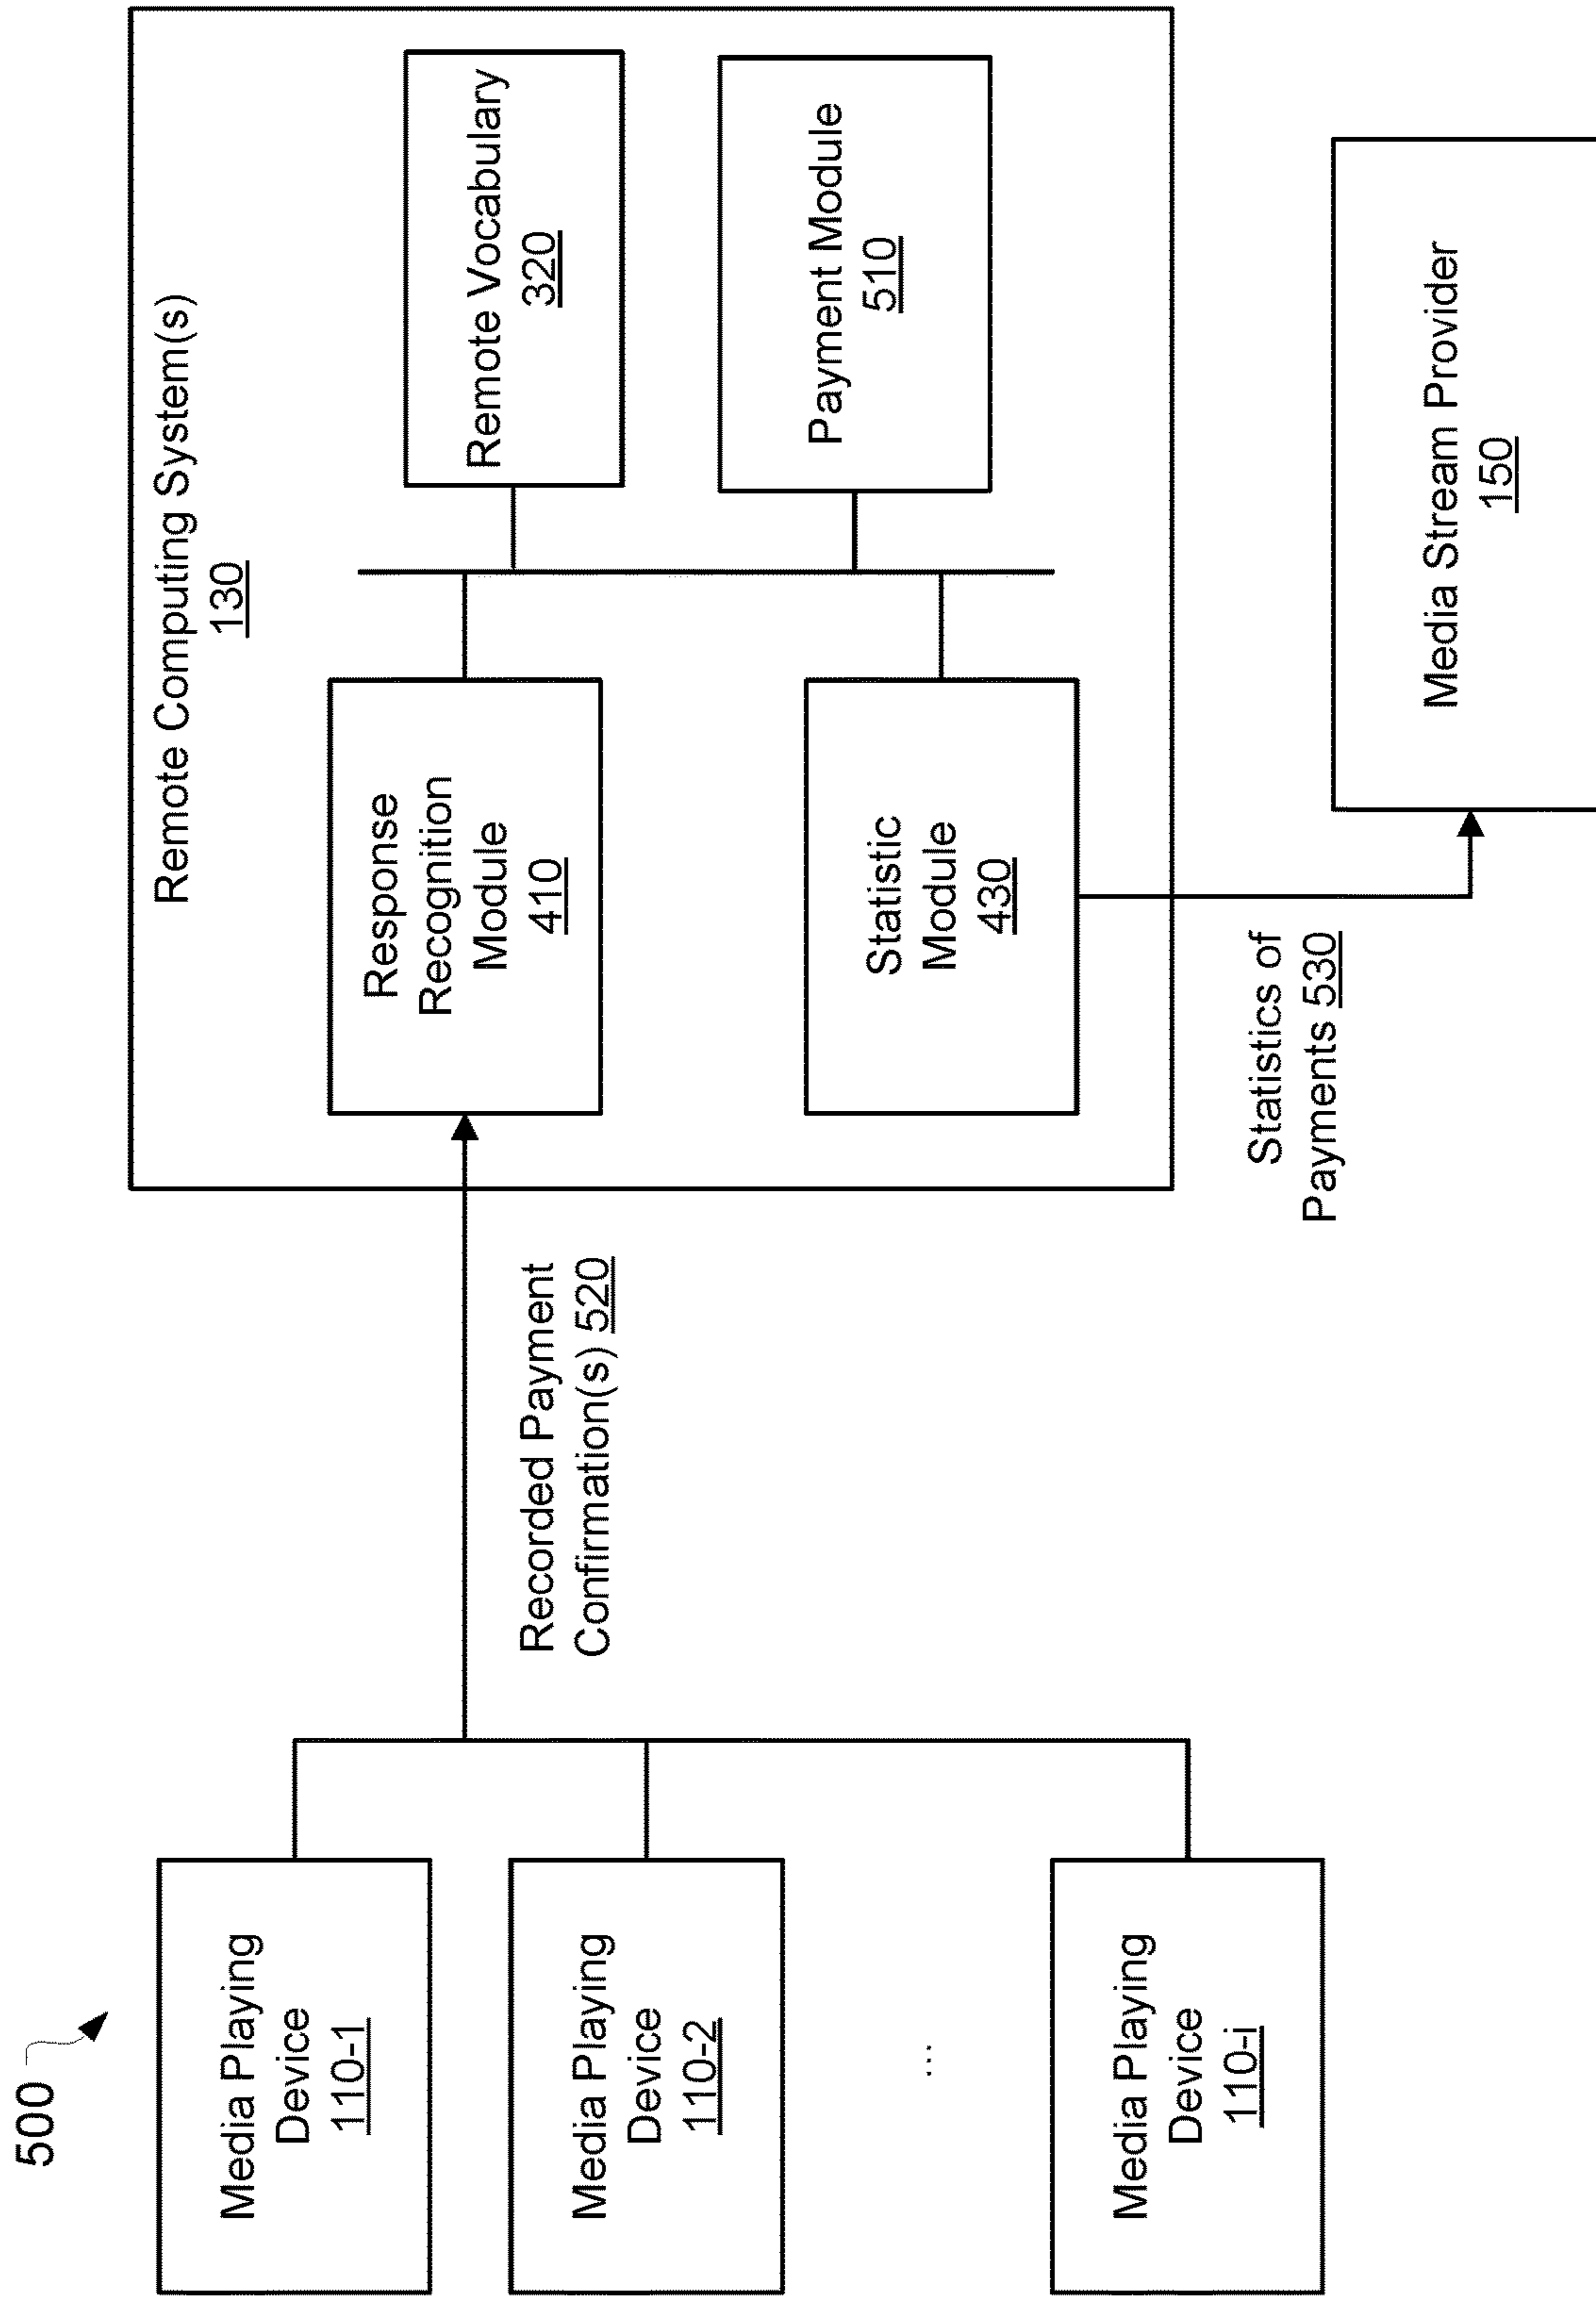 500
Media Playing
Device
110-1
Media Playing
Device
110-2
...
Media Playing
Device
110-i
Recorded Payment
Confirmation(s) 520
Remote Computing System(s)
130
Response
Recognition
Module
410
Remote Vocabulary
320
Statistic
Module
430
Payment Module
510
Statistics of
Payments 530
Media Stream Provider
150